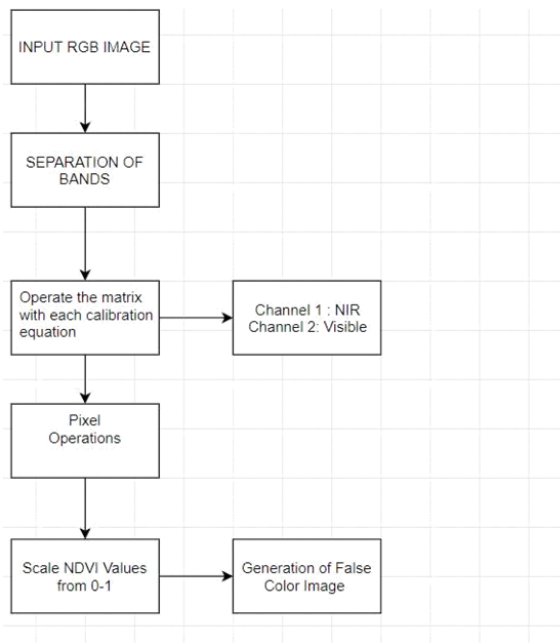 INPUT RGB IMAGE
SEPARATION OF
BANDS
Operate the matrix
with each calibration
equation
Channel 1 : NIR
Channel 2: Visible
Pixel
Operations
Scale NDVI Values
from 0-1
Generation of False
Color Image